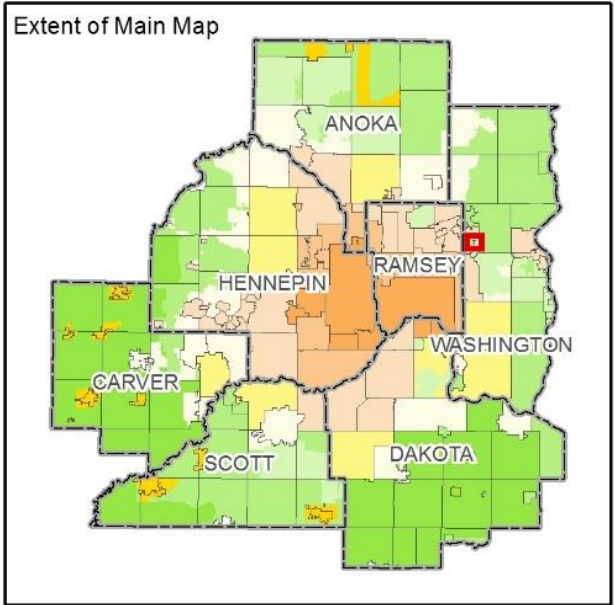 Extent of Main Map
ANOKA
HENNEPIN
RAMSEY
WASHINGTON
CARVER
SCOTT
DAKOTA